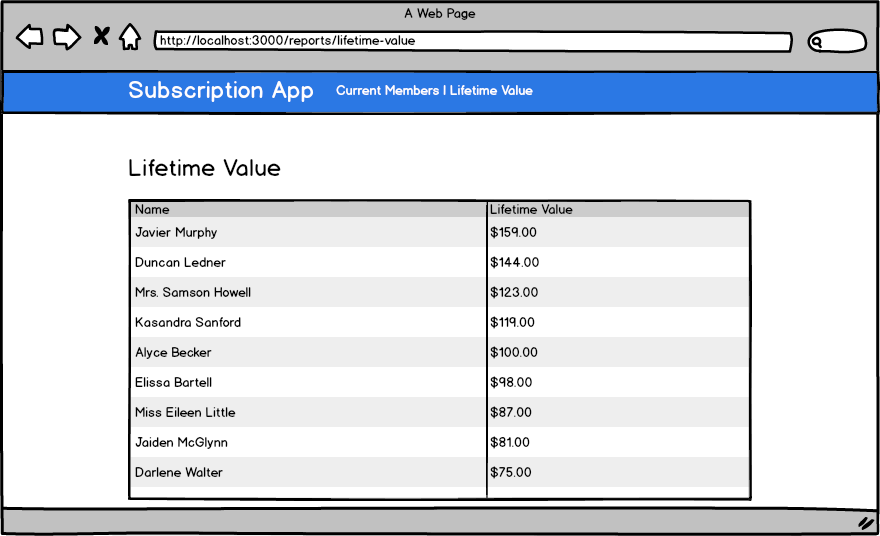 A Web Page
http://localhost:3000/reports/lifetime-value
Subscription App Current Members | Lifetime Value
Lifetime Value
Name Lifetime Value
Javier Murphy $159.00
Duncan Ledner $144.00
Mrs. Samson Howell $123.00
Kasandra Sanford $119.00
Alyce Becker $100.00
Elissa Bartell $98.00
Miss Eileen Little $87.00
Jaiden McGlynn $81.00
Darlene Walter $75.00